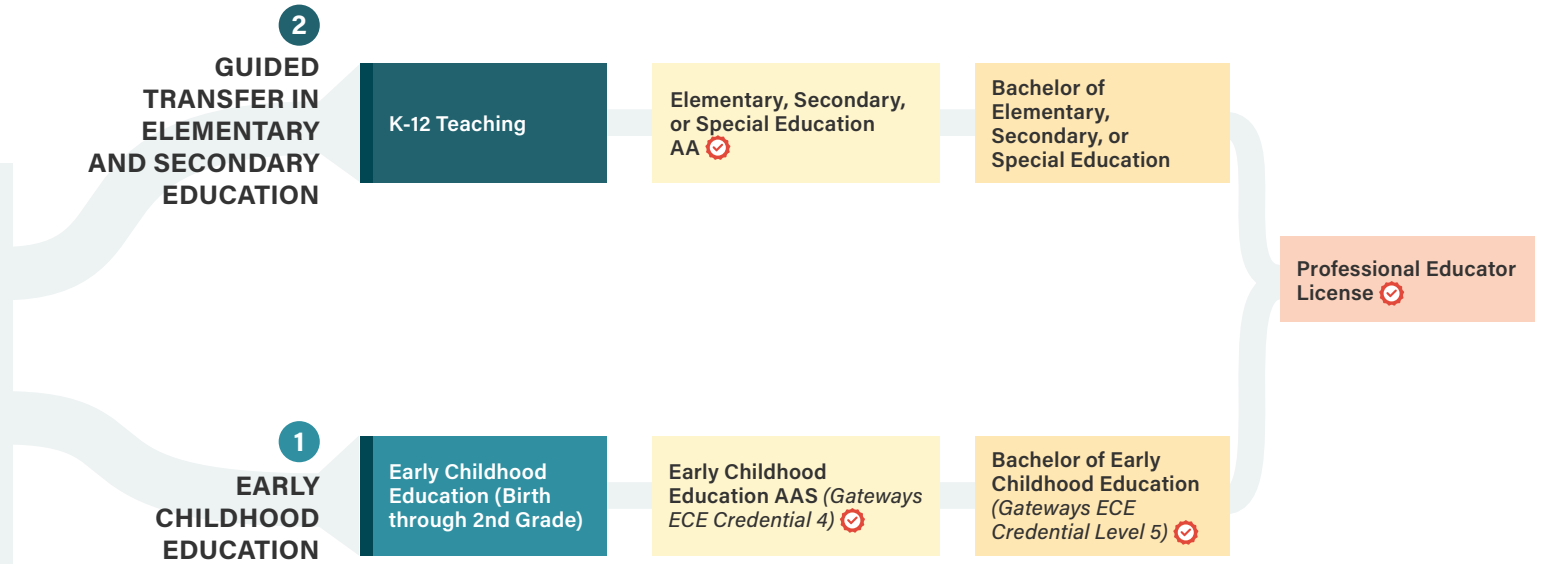 2
GUIDED
TRANSFER IN
ELEMENTARY
AND SECONDARY
EDUCATION
K-12 Teaching
Elementary, Secondary,
or Special Education
AA
Bachelor of
Elementary,
Secondary, or
Special Education
Professional Educator
License
1
EARLY
CHILDHOOD
EDUCATION
Early Childhood
Education (Birth
through 2nd Grade)
Early Childhood
Education AAS (Gateways
ECE Credential 4)
Bachelor of Early
Childhood Education
(Gateways ECE
Credential Level 5)